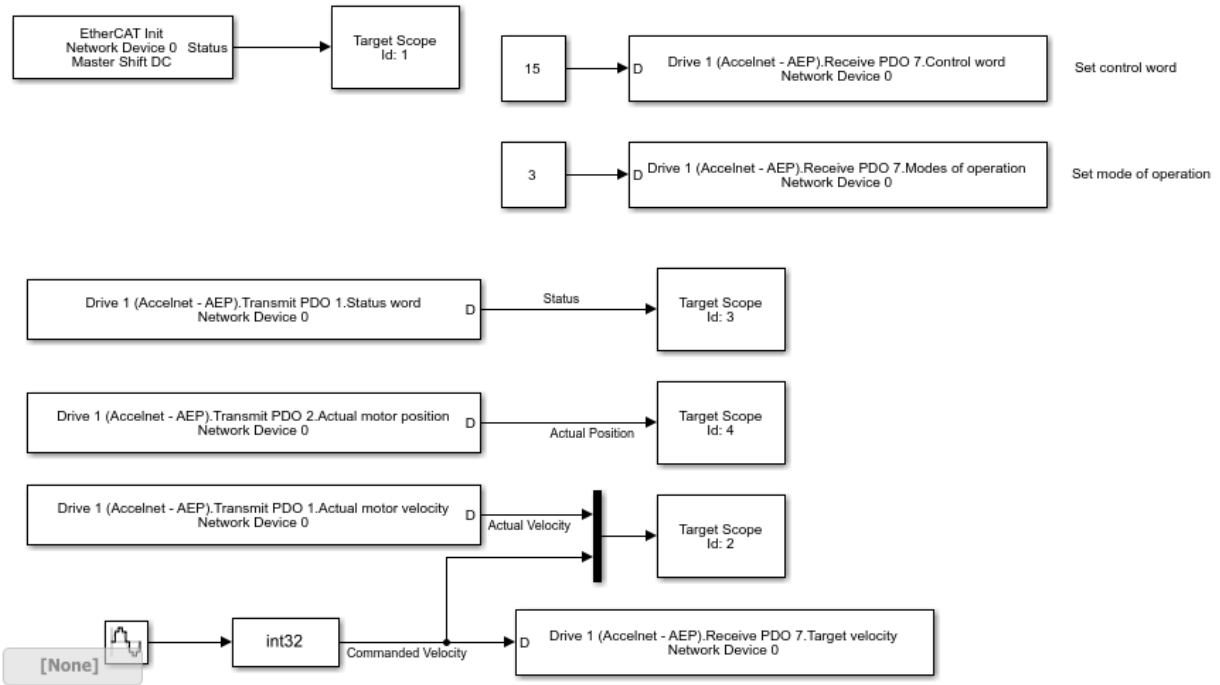 EtherCAT Init
Network Device 0
Master Shift DC
Status
Target Scope
Id: 1
15
D
Drive 1 (Accelnet - AEP).Receive PDO 7.Control word
Network Device 0
Set control word
3
D
Drive 1 (Accelnet - AEP).Receive PDO 7.Modes of operation
Network Device 0
Set mode of operation
Drive 1 (Accelnet - AEP).Transmit PDO 1.Status word
Network Device 0
D
Status
Target Scope
Id: 3
Drive 1 (Accelnet - AEP).Transmit PDO 2.Actual motor position
Network Device 0
D
Actual Position
Target Scope
Id: 4
Drive 1 (Accelnet - AEP).Transmit PDO 1.Actual motor velocity
Network Device 0
D
Actual Velocity
Target Scope
Id: 2
[None]
int32
Commanded Velocity
D
Drive 1 (Accelnet - AEP).Receive PDO 7.Target velocity
Network Device 0